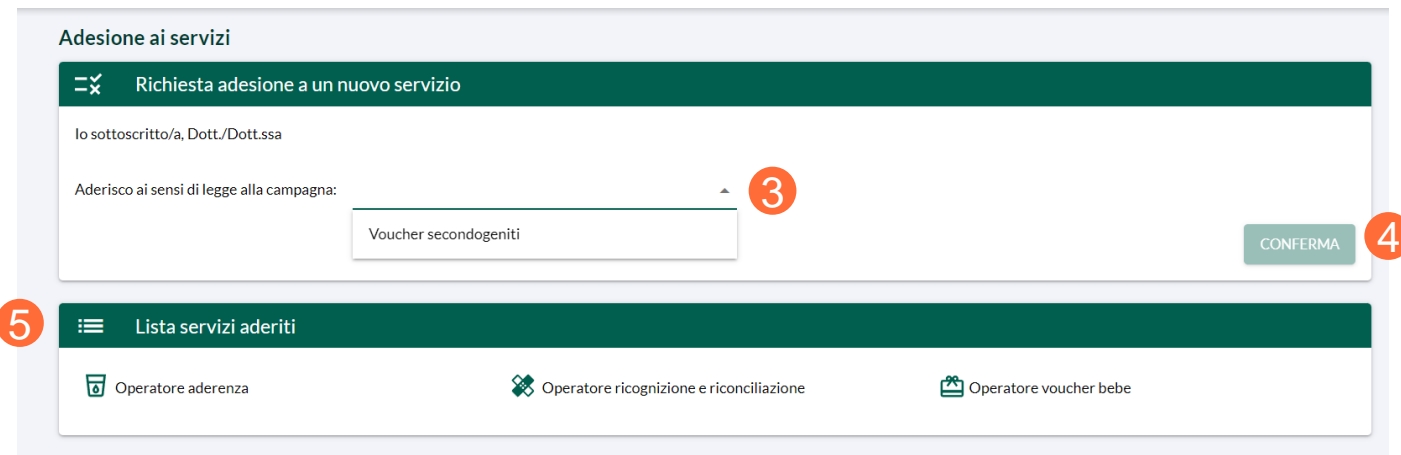 Adesione ai servizi
Richiesta adesione a un nuovo servizio
Io sottoscritto/a, Dott./Dott.ssa
Aderisco ai sensi di legge alla campagna:
3
Voucher secondogeniti
CONFERMA
4
5
Lista servizi aderiti
Operatore aderenza
Operatore ricognizione e riconciliazione
Operatore voucher bebe